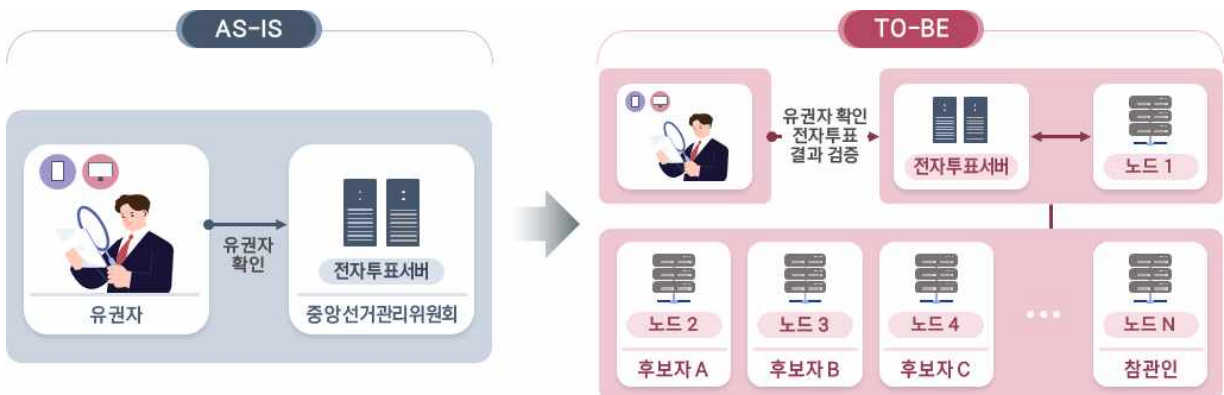 AS-IS
유권자
확인
전자투표서버
유권자
중앙선거관리위원회
TO-BE
유권자 확인
전자투표
결과 검증
전자투표서버
노드 1
노드 2
노드 3
노드 4
노드 N
후보자 A
후보자 B
후보자 C
참관인